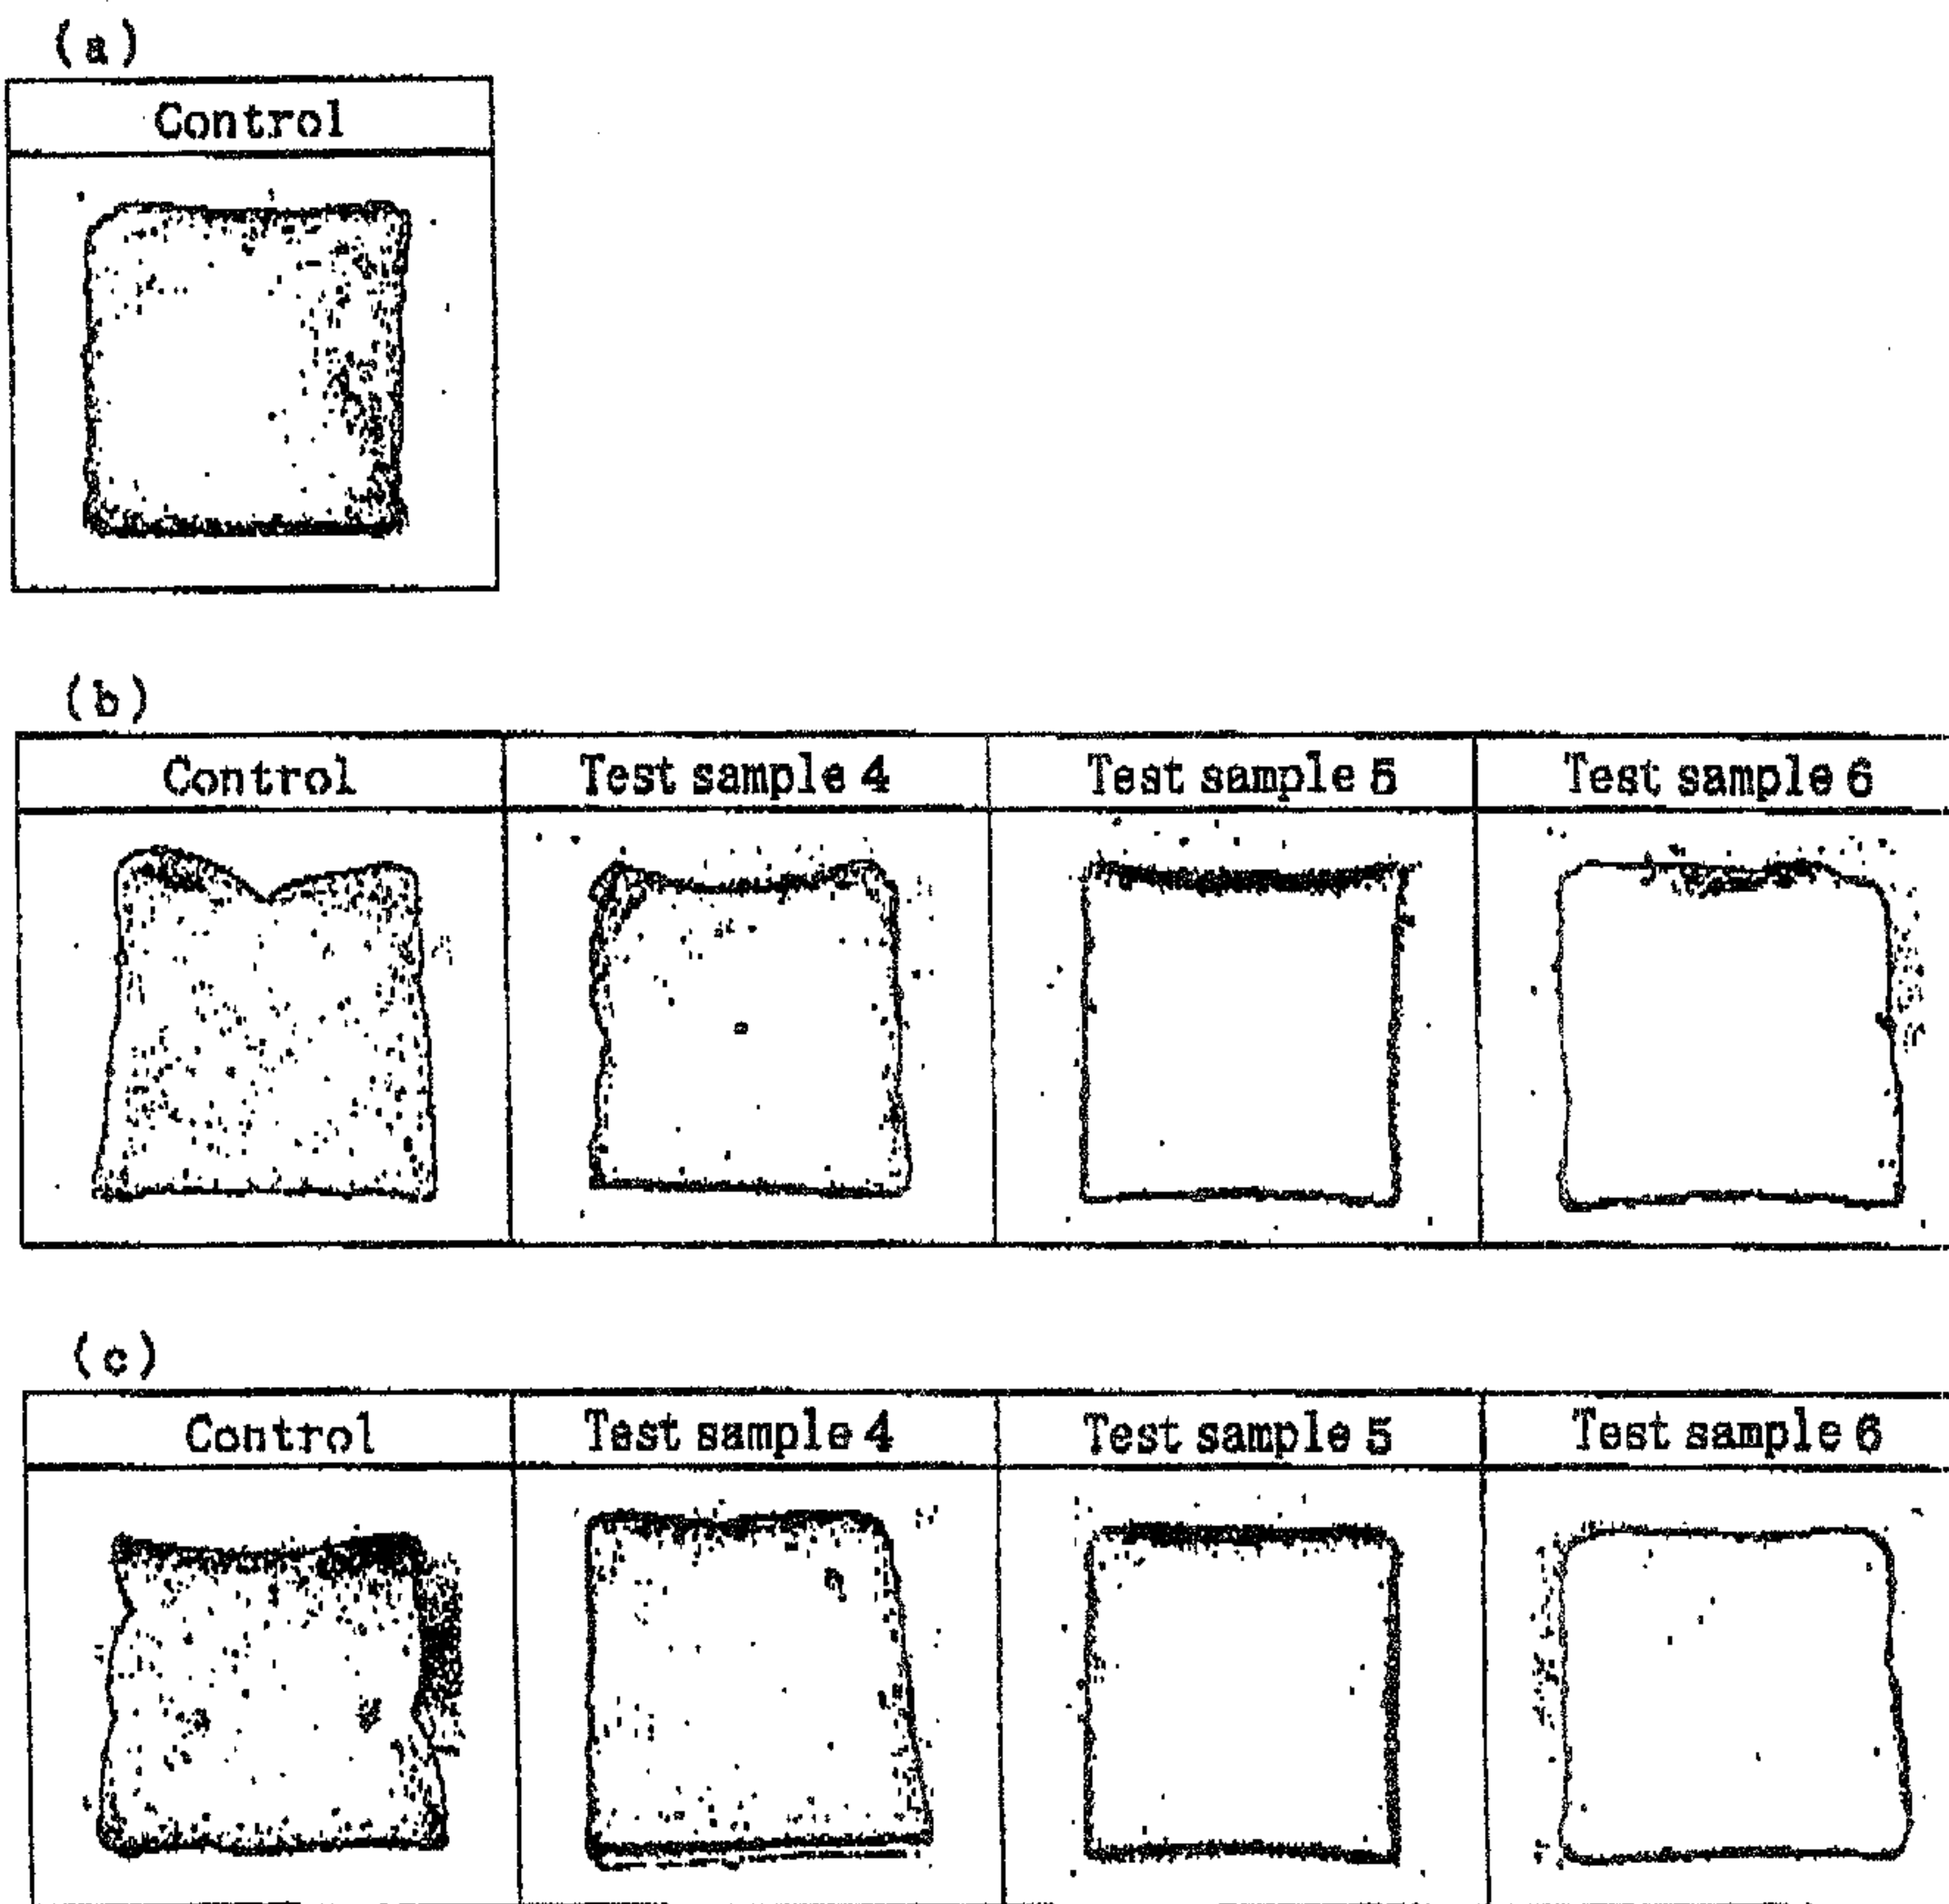 (a)
Control
(b)
Control Test sample 4 Test sample 5 Test sample 6
(c)
Control Test sample 4 Test sample 5 Test sample 6